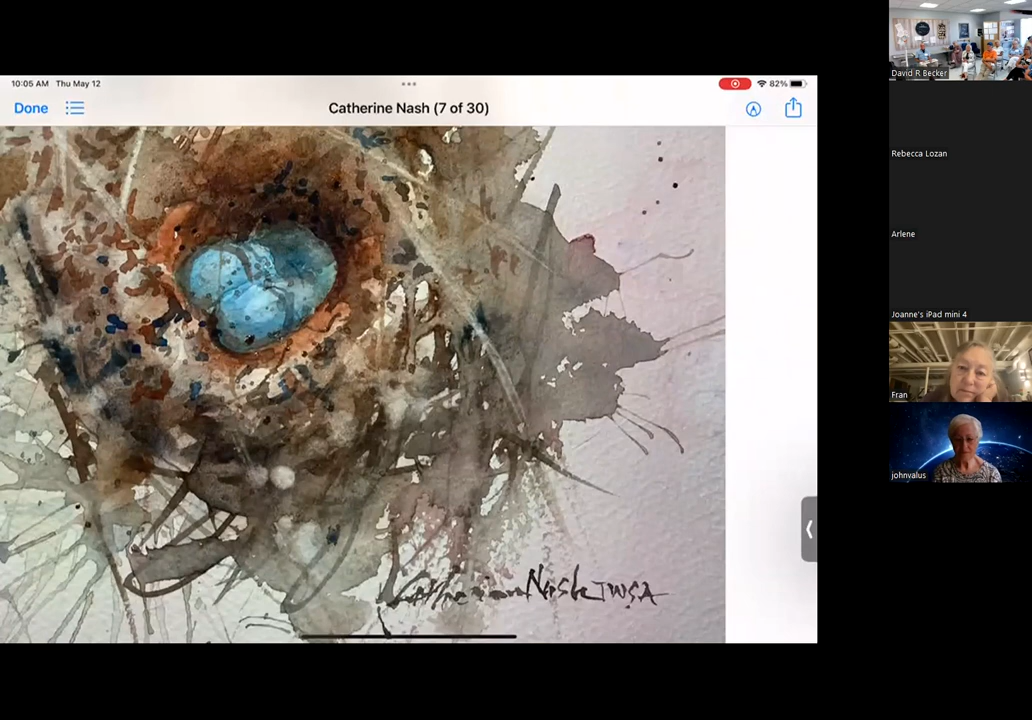 10:05 AM Thu May 12
82%
Done
Catherine Nash (7 of 30)
Catherine Nash TWSA
David R Becker
Rebecca Lozan
Arlene
Joanne's iPad mini 4
Fran
johnvalus